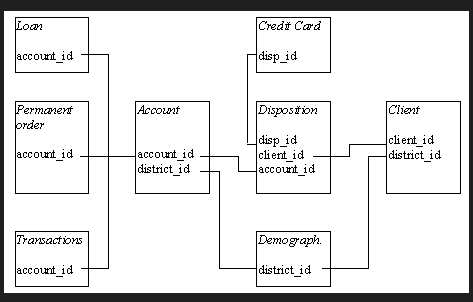 Loan
account_id
Credit Card
disp_id
Permanent
order
account_id
Account
account_id
district_id
Disposition
disp_id
client_id
account_id
Client
client_id
district_id
Transactions
account_id
Demograph.
district_id